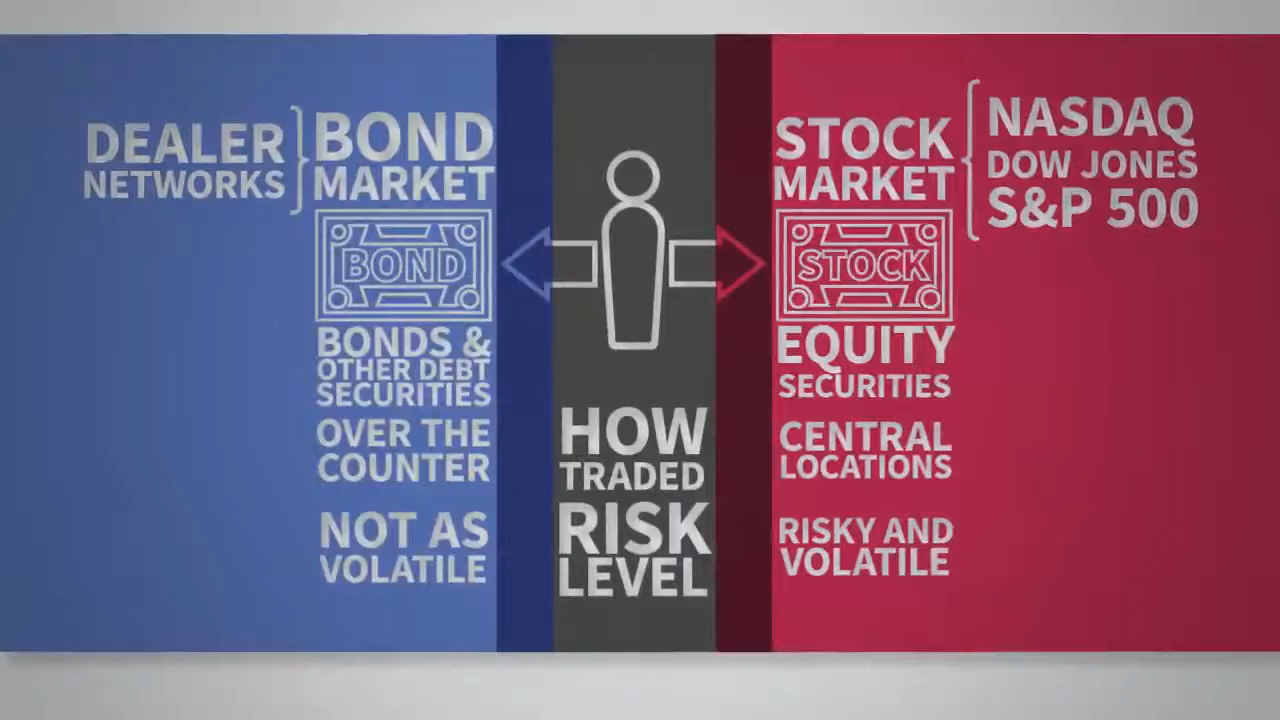 DEALER
NETWORKS
BOND
MARKET
BOND
BONDS &
OTHER DEBT
SECURITIES
OVER THE
COUNTER
NOT AS
VOLATILE
HOW
TRADED
RISK
LEVEL
STOCK
MARKET
STOCK
EQUITY
SECURITIES
CENTRAL
LOCATIONS
RISKY AND
VOLATILE
NASDAQ
DOW JONES
S&P 500